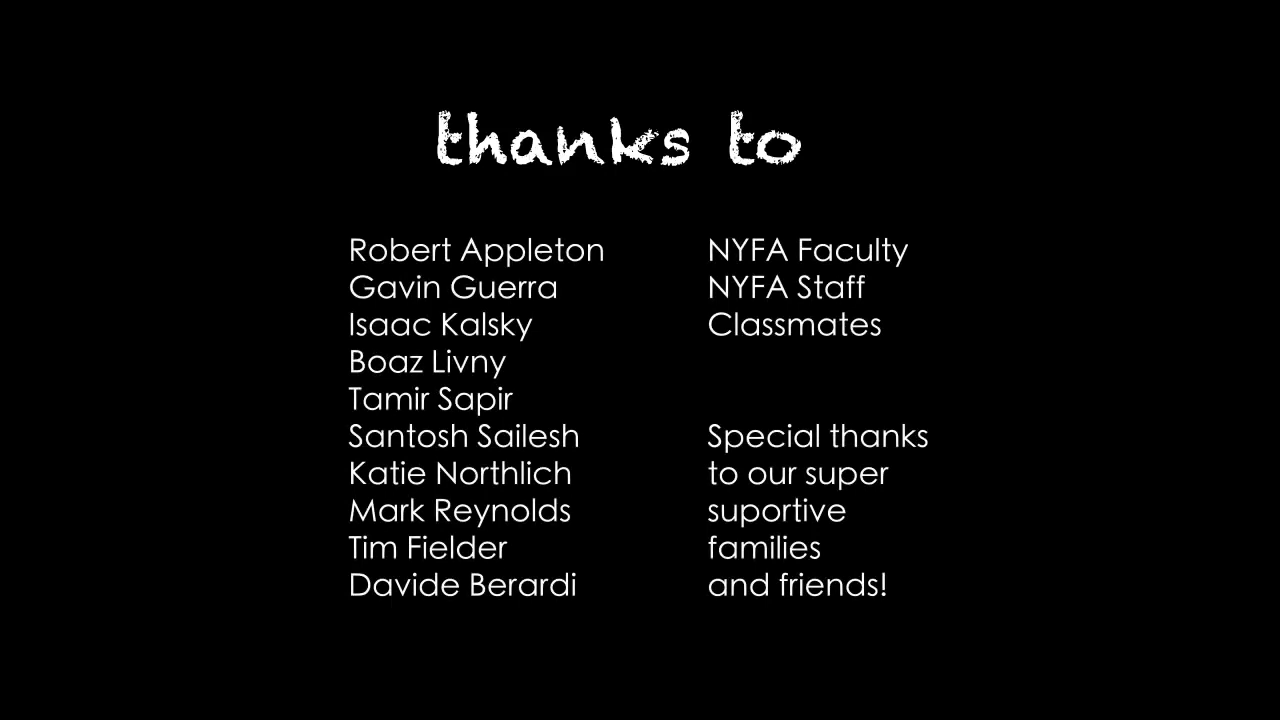 thanks to
Robert Appleton
Gavin Guerra
Isaac Kalsky
Boaz Livny
Tamir Sapir
Santosh Sailesh
Katie Northlich
Mark Reynolds
Tim Fielder
Davide Berardi
NYFA Faculty
NYFA Staff
Classmates
Special thanks
to our super
suportive
families
and friends!